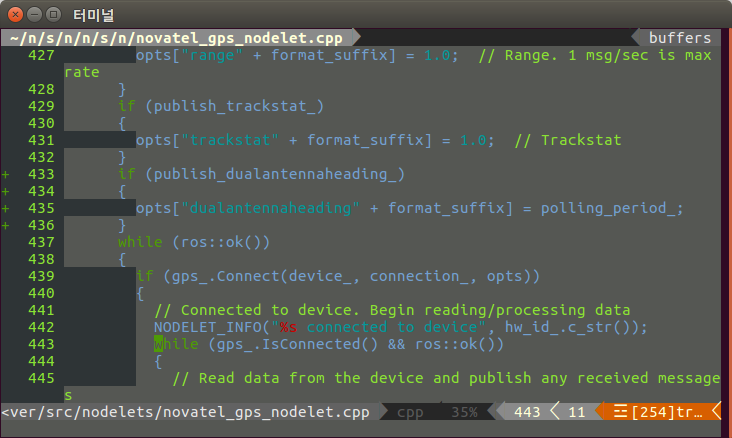 터미널
~/n/s/n/n/s/n/novatel_gps_nodelet.cpp buffers
427 opts["range" + format_suffix] = 1.0; // Range. 1 msg/sec is max
rate
428 }
429 if (publish_trackstat_)
430 {
431 opts["trackstat" + format_suffix] = 1.0; // Trackstat
432 }
+ 433 if (publish_dualantennaheading_)
+ 434 {
+ 435 opts["dualantennaheading" + format_suffix] = polling_period_;
+ 436 }
437 while (ros::ok())
438 {
439 if (gps_.Connect(device_, connection_, opts))
440 {
441 // Connected to device. Begin reading/processing data
442 NODELET_INFO("%s connected to device", hw_id_.c_str());
443 while (gps_.IsConnected() && ros::ok())
444 {
445 // Read data from the device and publish any received message
s
<ver/src/nodelets/novatel_gps_nodelet.cpp cpp 35% 443 11 ☲[254]tr…